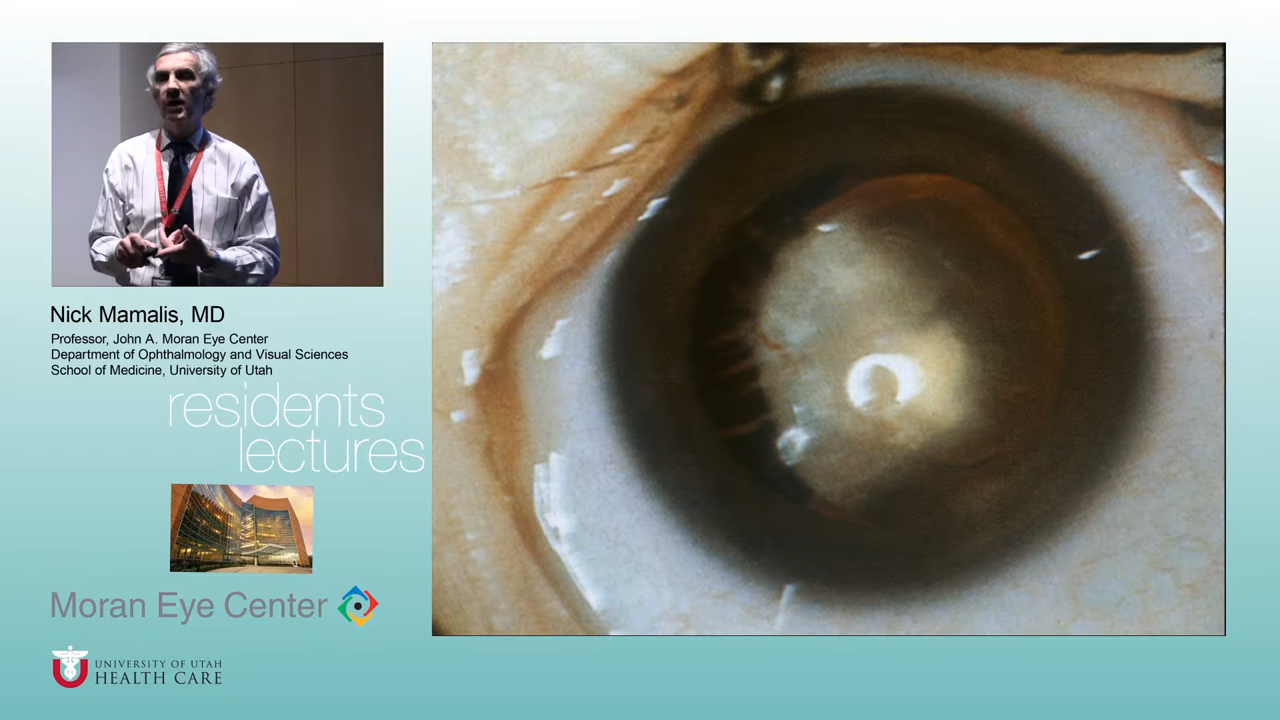 Nick Mamalis, MD
Professor, John A. Moran Eye Center
Department of Ophthalmology and Visual Sciences
School of Medicine, University of Utah
residents
lectures
Moran Eye Center
UNIVERSITY OF UTAH
HEALTH CARE